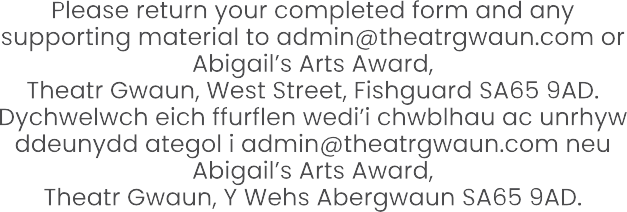 Please return your completed form and any
supporting material to admin@theatrgwaun.com or
Abigail's Arts Award,
Theatr Gwaun, West Street, Fishguard SA65 9AD.
Dychwelwch eich ffurflen wedi'i chwblhau ac unrhyw
ddeunydd ategol i admin@theatrgwaun.com neu
Abigail's Arts Award,
Theatr Gwaun, Y Wehs Abergwaun SA65 9AD.